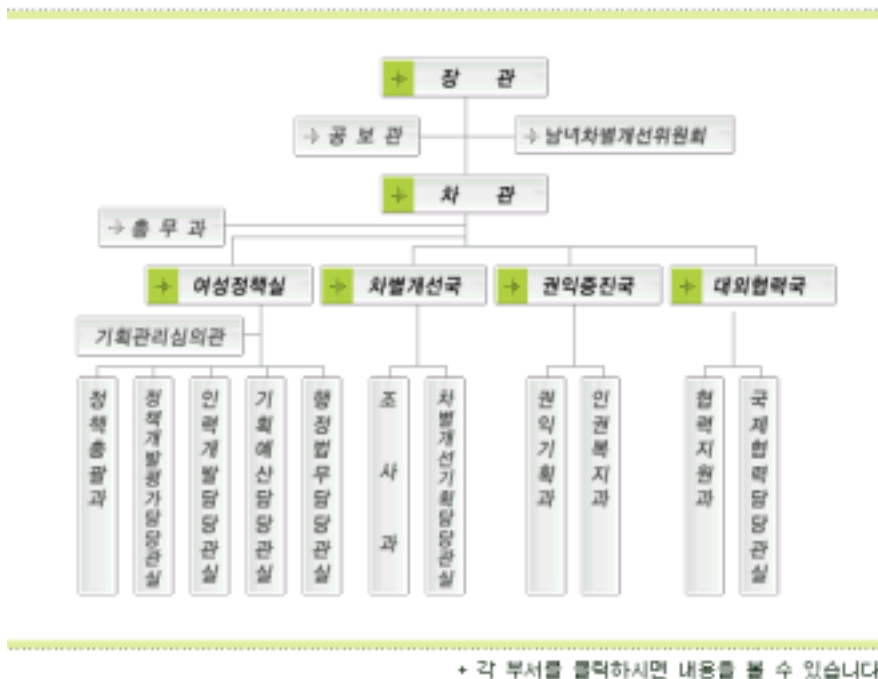 장 관
공 보 관
남녀차별개선위원회
차 관
총 무 과
여성정책실
차별개선국
권익증진국
대외협력국
기획관리심의관
정책총괄과
정책개발평가담당관실
인력개발담당관실
기획예산담당관실
행정법무담당관실
조 사 과
차별개선기획담당관실
권익기획과
인권복지과
협력지원과
국제협력담당관실
+ 각 부서를 클릭하시면 내용을 볼 수 있습니다